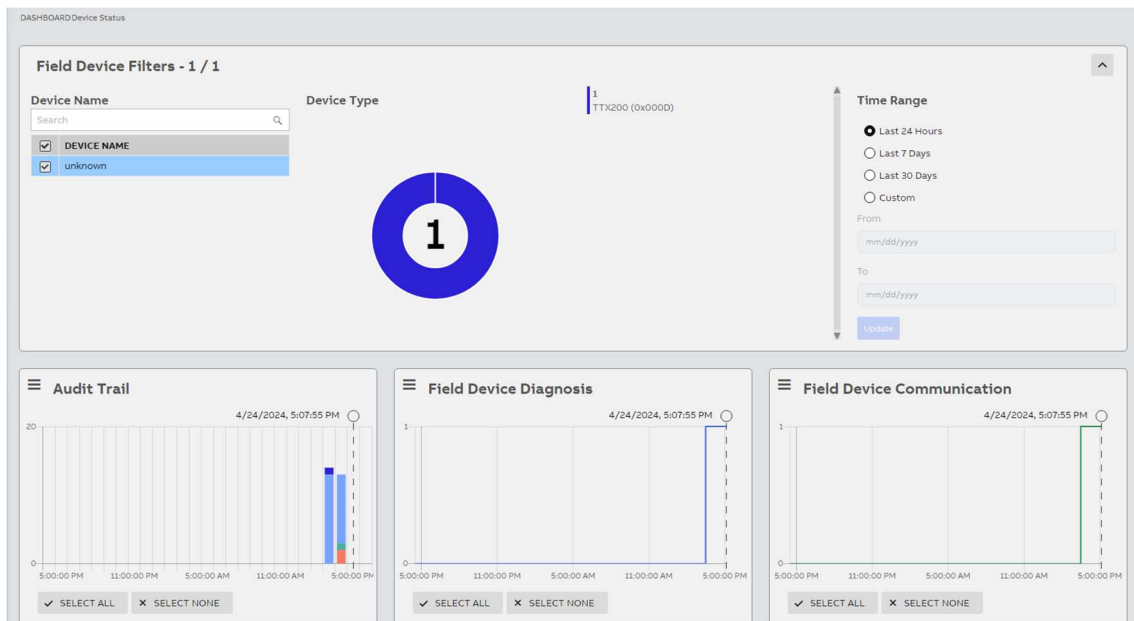 DASHBOARD Device Status
Field Device Filters - 1 / 1
Device Name
Search
DEVICE NAME
unknown
Device Type
1
1
TTX200 (0x000D)
Time Range
Last 24 Hours
Last 7 Days
Last 30 Days
Custom
From
mm/dd/yyyy
To
mm/dd/yyyy
Update
Audit Trail
4/24/2024, 5:07:55 PM
20
0
5:00:00 PM 11:00:00 PM 5:00:00 AM 11:00:00 AM 5:00:00 PM
SELECT ALL SELECT NONE
Field Device Diagnosis
4/24/2024, 5:07:55 PM
1
0
5:00:00 PM 11:00:00 PM 5:00:00 AM 11:00:00 AM 5:00:00 PM
SELECT ALL SELECT NONE
Field Device Communication
4/24/2024, 5:07:55 PM
1
0
5:00:00 PM 11:00:00 PM 5:00:00 AM 11:00:00 AM 5:00:00 PM
SELECT ALL SELECT NONE